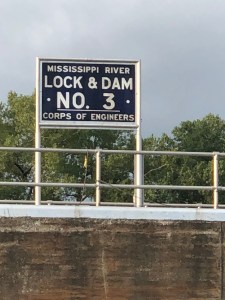 MISSISSIPPI RIVER
LOCK & DAM
· NO. 3 ·
CORPS OF ENGINEERS